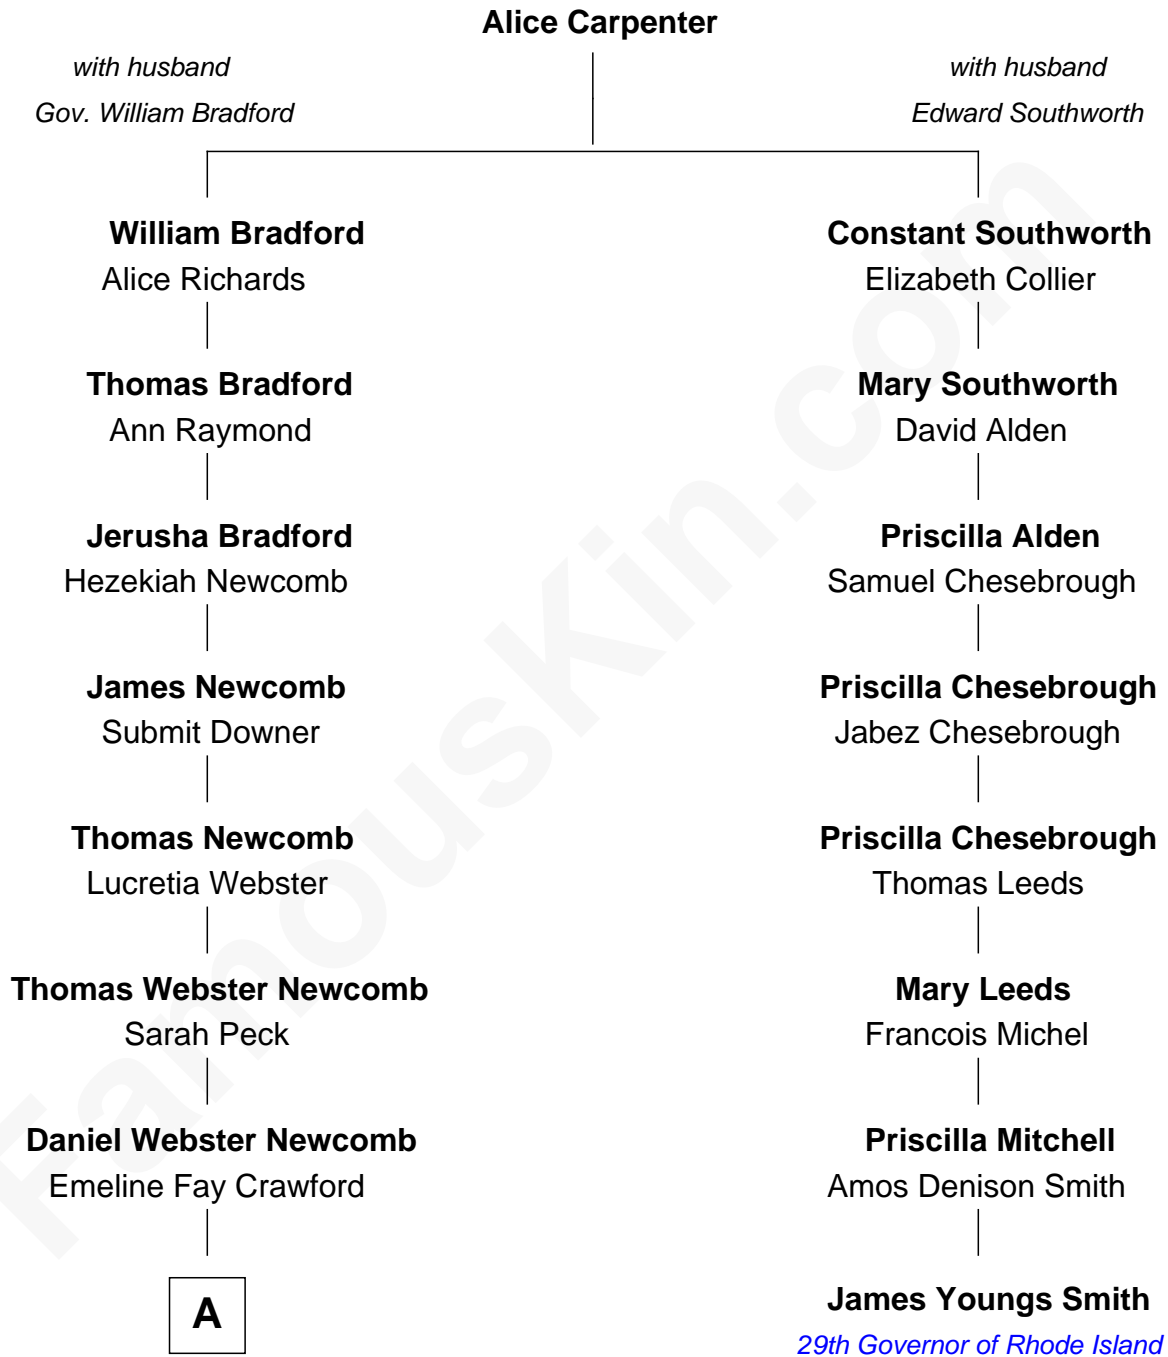 Alice Carpenter
with husband
Gov. William Bradford
with husband
Edward Southworth
William Bradford
Alice Richards
Constant Southworth
Elizabeth Collier
Thomas Bradford
Ann Raymond
Mary Southworth
David Alden
Jerusha Bradford
Hezekiah Newcomb
Priscilla Alden
Samuel Chesebrough
James Newcomb
Submit Downer
Priscilla Chesebrough
Jabez Chesebrough
Thomas Newcomb
Lucretia Webster
Priscilla Chesebrough
Thomas Leeds
Thomas Webster Newcomb
Sarah Peck
Mary Leeds
Francois Michel
Daniel Webster Newcomb
Emeline Fay Crawford
Priscilla Mitchell
Amos Denison Smith
A
James Youngs Smith
29th Governor of Rhode Island
FamousKin.com